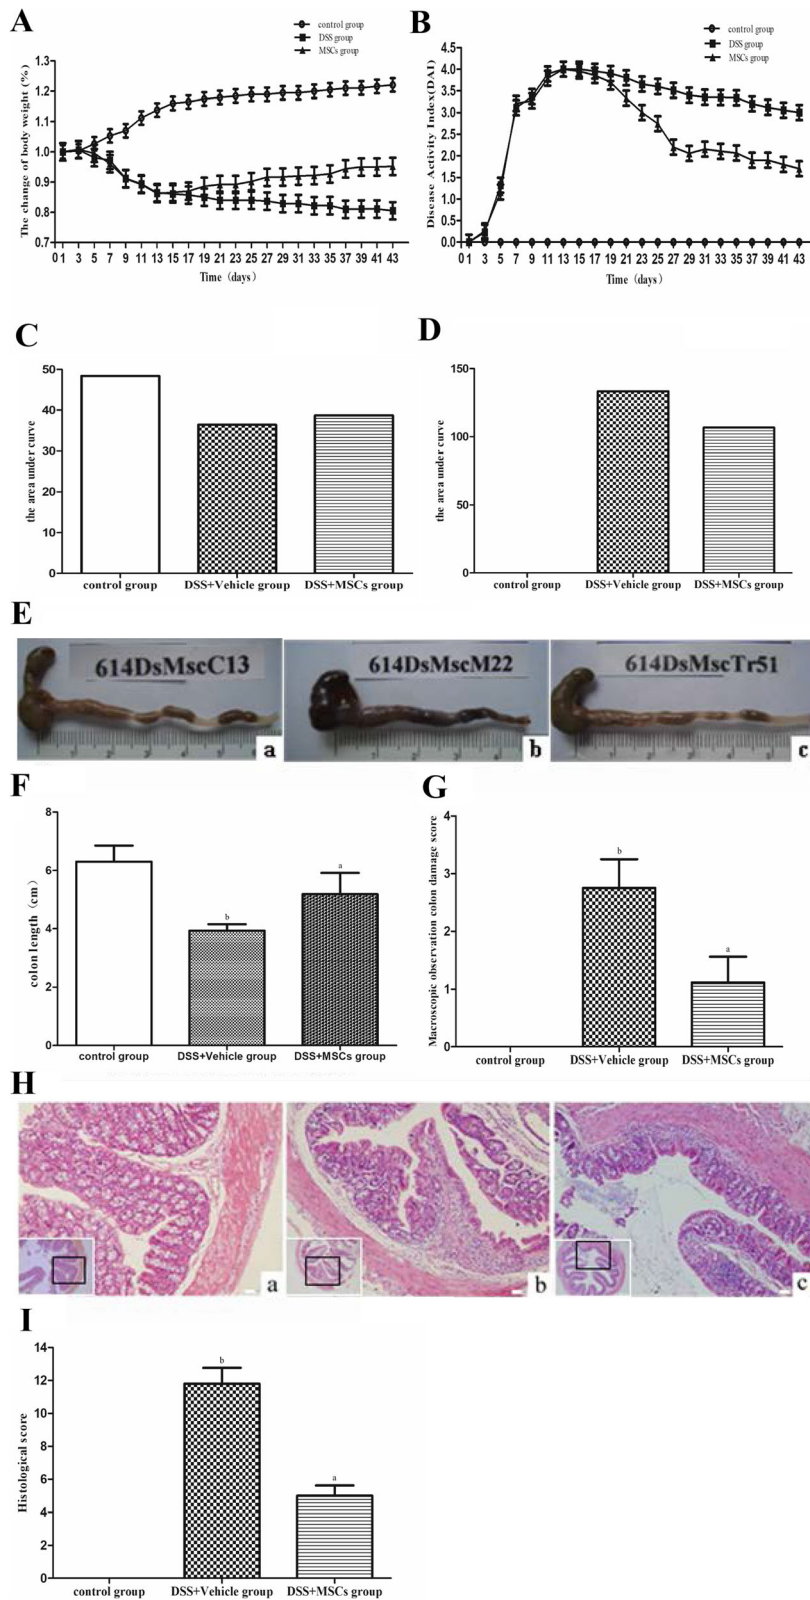 A
control group
DSS group
MSCs group
The change of body weight (%)
1.3
1.2
1.1
1.0
0.9
0.8
0.7
0 1 3 5 7 9 11 13 15 17 19 21 23 25 27 29 31 33 35 37 39 41 43
Time (days)
B
control group
DSS group
MSCs group
Disease Activity Index(DAI)
4.5
4.0
3.5
3.0
2.5
2.0
1.5
1.0
0.5
0.0
0 1 3 5 7 9 11 13 15 17 19 21 23 25 27 29 31 33 35 37 39 41 43
Time (days)
C
the area under curve
50
40
30
20
10
0
control group DSS+Vehicle group DSS+MSCs group
D
the area under curve
150
100
50
0
control group DSS+Vehicle group DSS+MSCs group
E
614DsMscC13
a
614DsMscM22
b
614DsMscTr51
c
F
colon length (cm)
8
6
4
2
0
b
a
control group DSS+Vehicle group DSS+MSCs group
G
Macroscopic observation colon damage score
4
3
2
1
0
b
a
control group DSS+Vehicle group DSS+MSCs group
H
a
b
c
I
Histological score
14
12
10
8
6
4
2
0
b
a
control group DSS+Vehicle group DSS+MSCs group